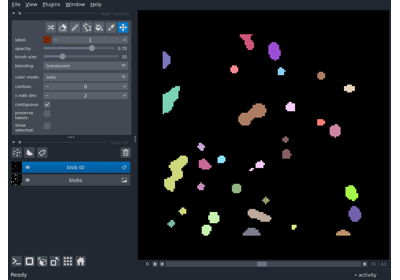 File View Plugins Window Help
label: 1
opacity: 0.70
brush size: 10
blending: translucent
color mode: auto
contour: 0
n edit dim: 2
contiguous:
preserve labels:
show selected:
blob ID
blobs
0
Ready
activity